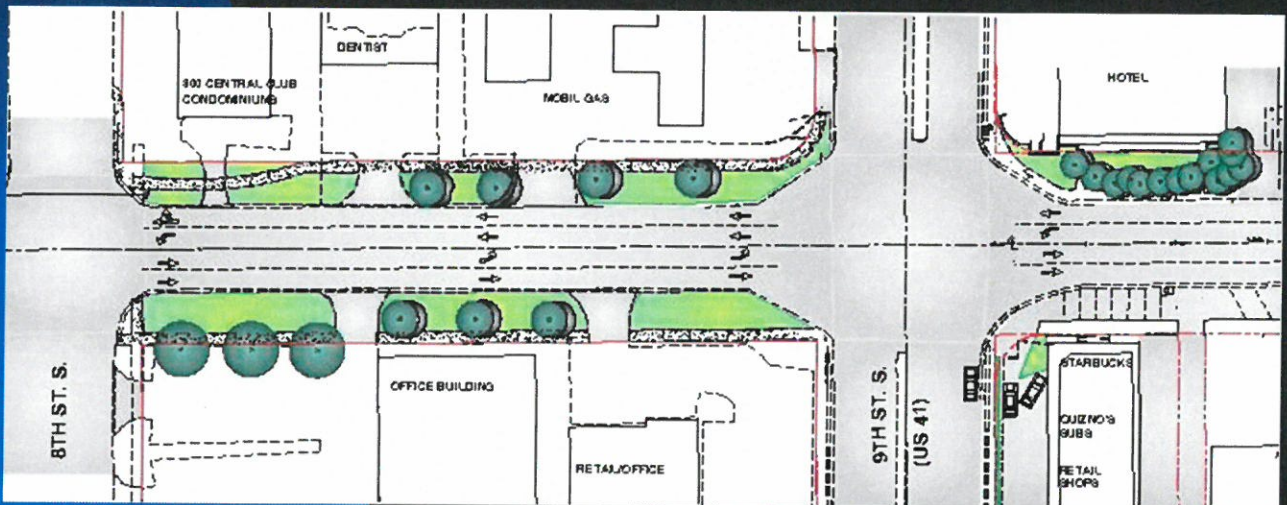 DENTIST
800 CENTRAL CLUB
CONDOMINIUMS
MOBIL GAS
HOTEL
8TH ST. S.
OFFICE BUILDING
RETAIL/OFFICE
9TH ST. S.
(US 41)
STARBUCKS
QUIZNO'S
SUBS
RETAIL
SHOPS